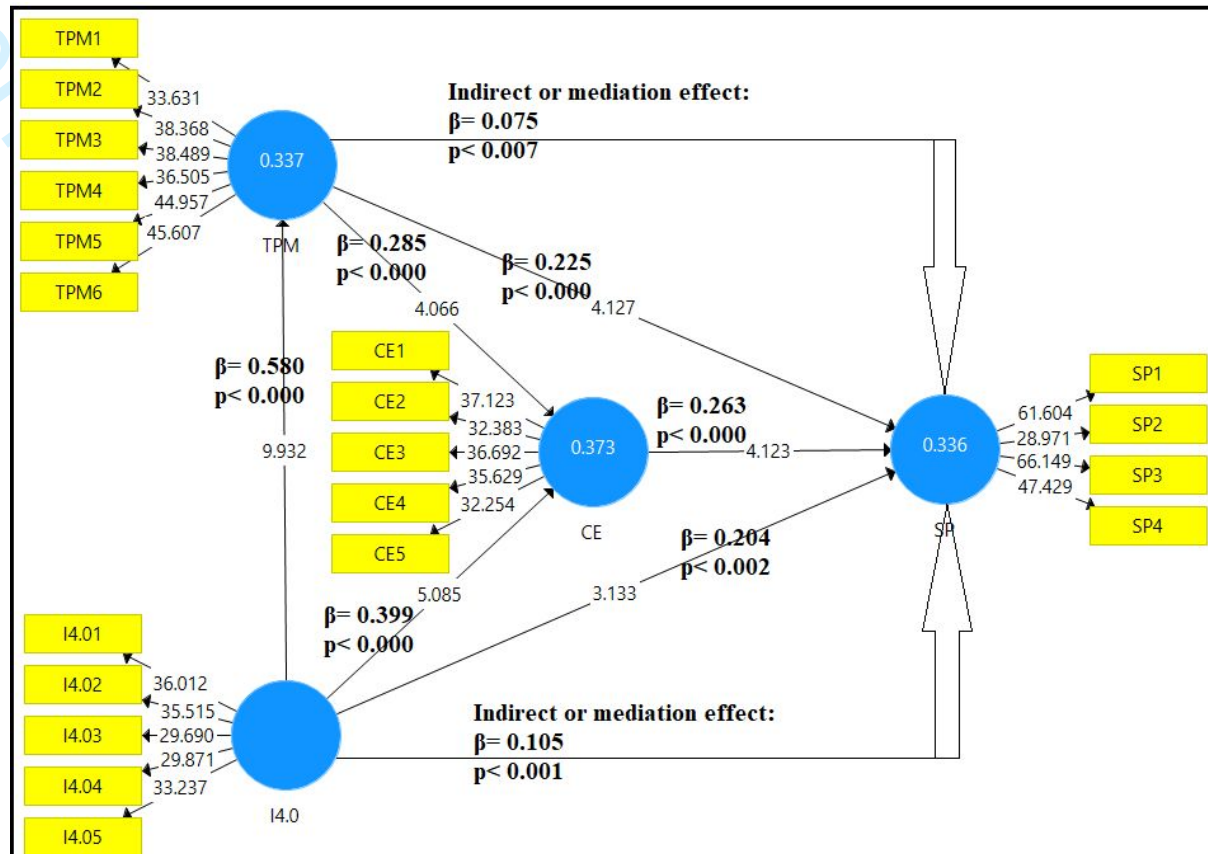 TPM1
TPM2
TPM3
TPM4
TPM5
TPM6
33.631
38.368
38.489
36.505
44.957
45.607
0.337
TPM
Indirect or mediation effect:
β= 0.075
p< 0.007
β= 0.285
p< 0.000
4.066
β= 0.225
p< 0.000
4.127
β= 0.580
p< 0.000
9.932
CE1
CE2
CE3
CE4
CE5
37.123
32.383
36.692
35.629
32.254
0.373
CE
β= 0.263
p< 0.000
4.123
0.336
SP
61.604
28.971
66.149
47.429
SP1
SP2
SP3
SP4
β= 0.204
p< 0.002
3.133
β= 0.399
p< 0.000
5.085
I4.01
I4.02
I4.03
I4.04
I4.05
36.012
35.515
29.690
29.871
33.237
I4.0
Indirect or mediation effect:
β= 0.105
p< 0.001